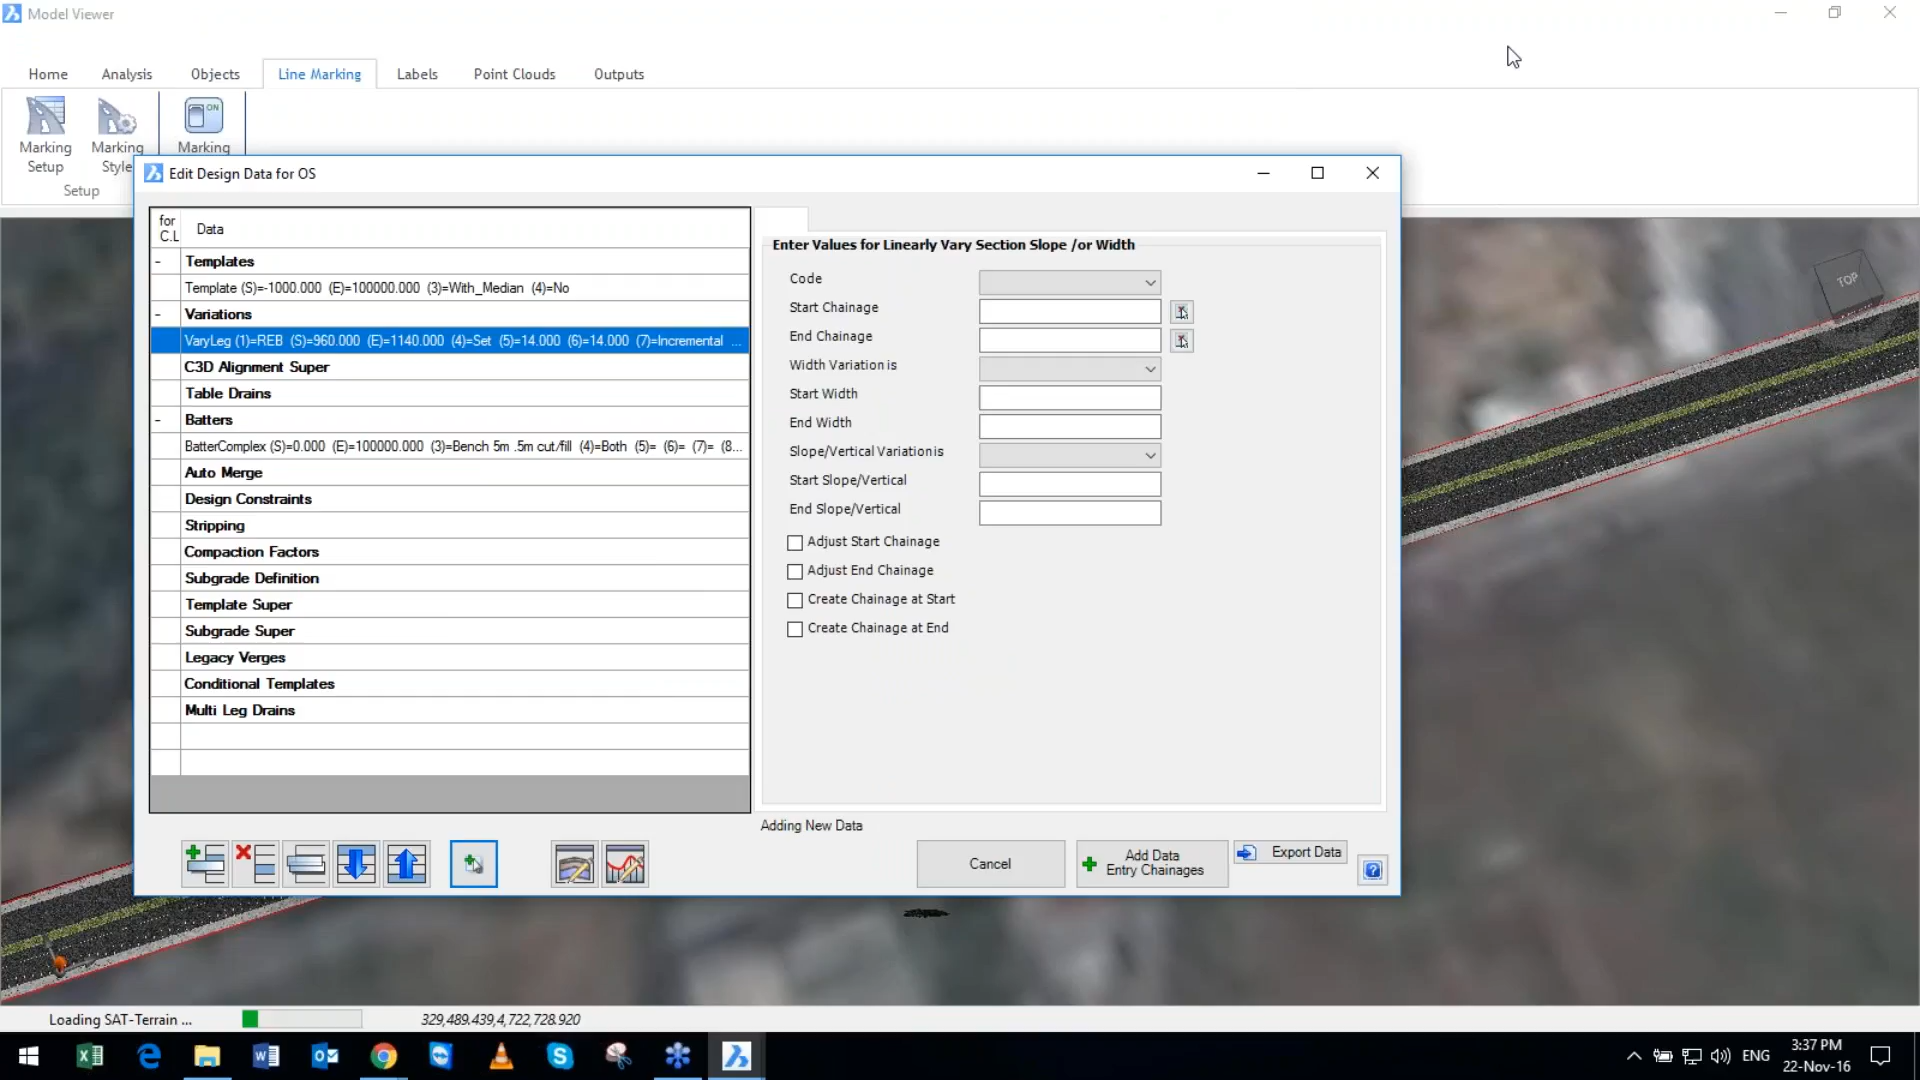 Model Viewer
Home Analysis Objects Line Marking Labels Point Clouds Outputs
ON
Marking Setup
Marking Style
Marking
Setup
TOP
Edit Design Data for OS
for C.L
Data
- Templates
Template (S)=-1000.000 (E)=100000.000 (3)=With_Median (4)=No
- Variations
VaryLeg (1)=REB (S)=960.000 (E)=1140.000 (4)=Set (5)=14.000 (6)=14.000 (7)=Incremental ...
C3D Alignment Super
Table Drains
- Batters
BatterComplex (S)=0.000 (E)=100000.000 (3)=Bench 5m .5m cut/fill (4)=Both (5)= (6)= (7)= (8...
Auto Merge
Design Constraints
Stripping
Compaction Factors
Subgrade Definition
Template Super
Subgrade Super
Legacy Verges
Conditional Templates
Multi Leg Drains
Enter Values for Linearly Vary Section Slope /or Width
Code
Start Chainage
End Chainage
Width Variation is
Start Width
End Width
Slope/Vertical Variation is
Start Slope/Vertical
End Slope/Vertical
Adjust Start Chainage
Adjust End Chainage
Create Chainage at Start
Create Chainage at End
Adding New Data
Cancel
Add Data
Entry Chainages
Export Data
Loading SAT-Terrain ...
329,489.439,4,722,728.920
ENG
3:37 PM
22-Nov-16